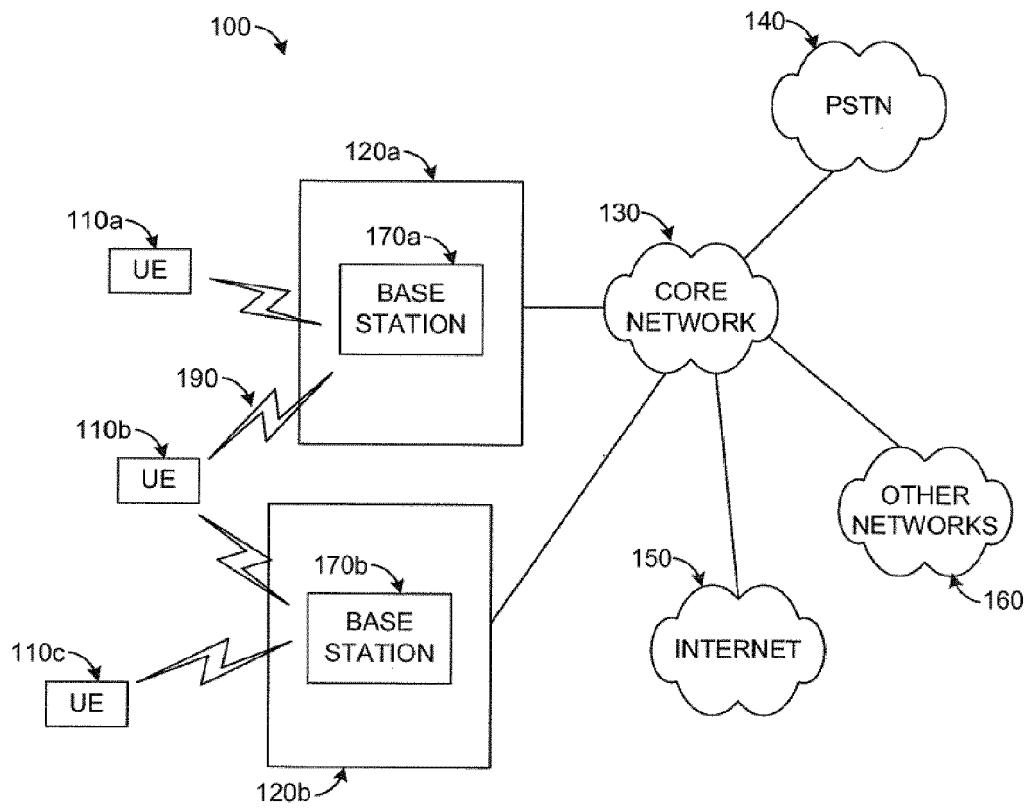 100
140
PSTN
120a
110a
UE
170a
BASE
STATION
130
CORE
NETWORK
190
110b
UE
OTHER
NETWORKS
160
170b
BASE
STATION
150
INTERNET
110c
UE
120b